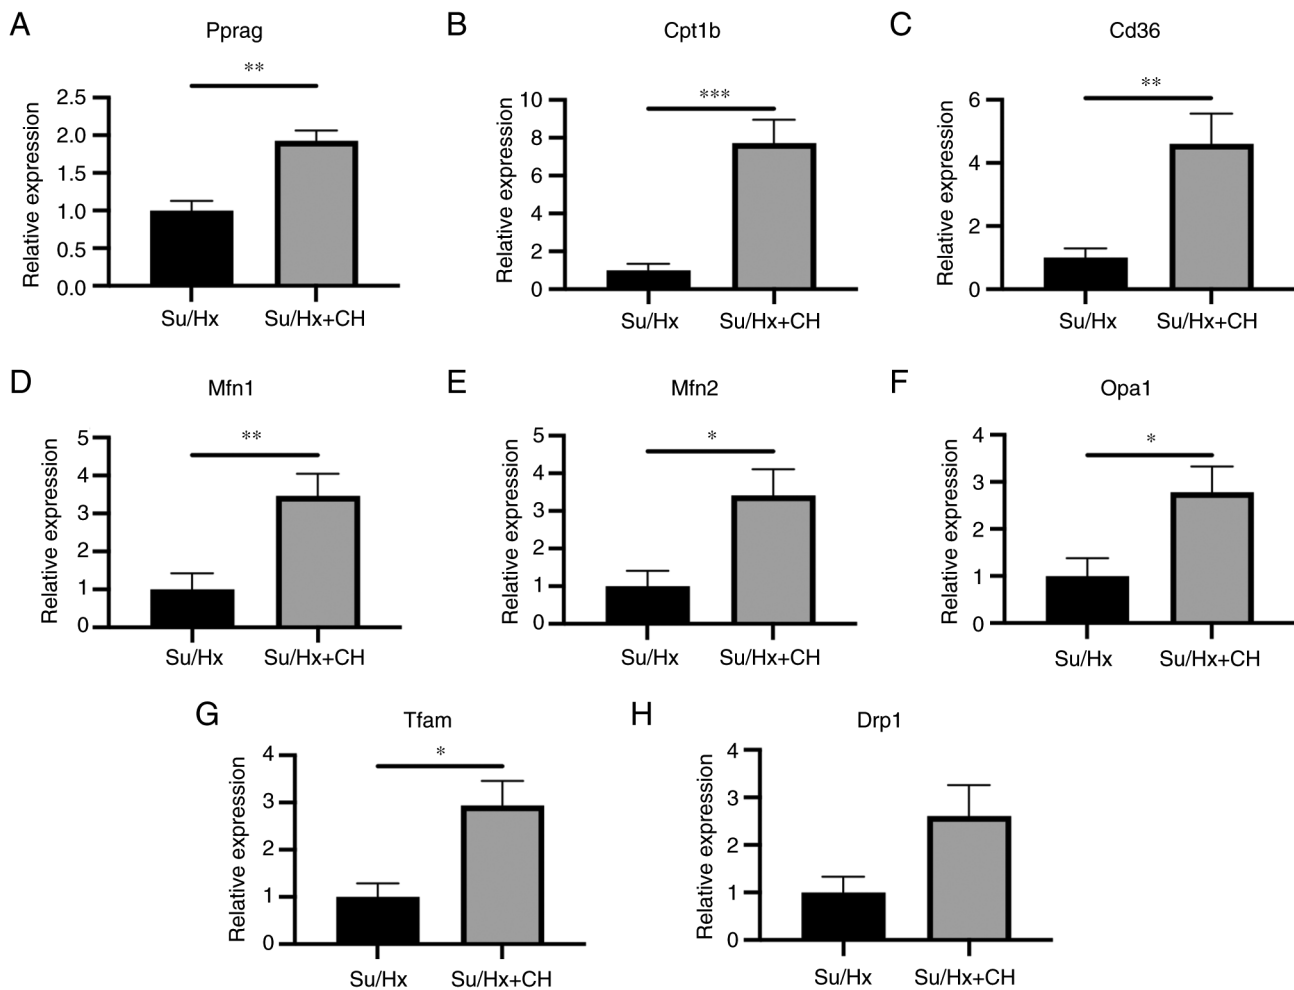 A
Pprag
**
Relative expression
2.5
2.0
1.5
1.0
0.5
0.0
Su/Hx
Su/Hx+CH
B
Cpt1b
***
Relative expression
10
8
6
4
2
0
Su/Hx
Su/Hx+CH
C
Cd36
**
Relative expression
6
4
2
0
Su/Hx
Su/Hx+CH
D
Mfn1
**
Relative expression
5
4
3
2
1
0
Su/Hx
Su/Hx+CH
E
Mfn2
*
Relative expression
5
4
3
2
1
0
Su/Hx
Su/Hx+CH
F
Opa1
*
Relative expression
4
3
2
1
0
Su/Hx
Su/Hx+CH
G
Tfam
*
Relative expression
4
3
2
1
0
Su/Hx
Su/Hx+CH
H
Drp1
Relative expression
4
3
2
1
0
Su/Hx
Su/Hx+CH